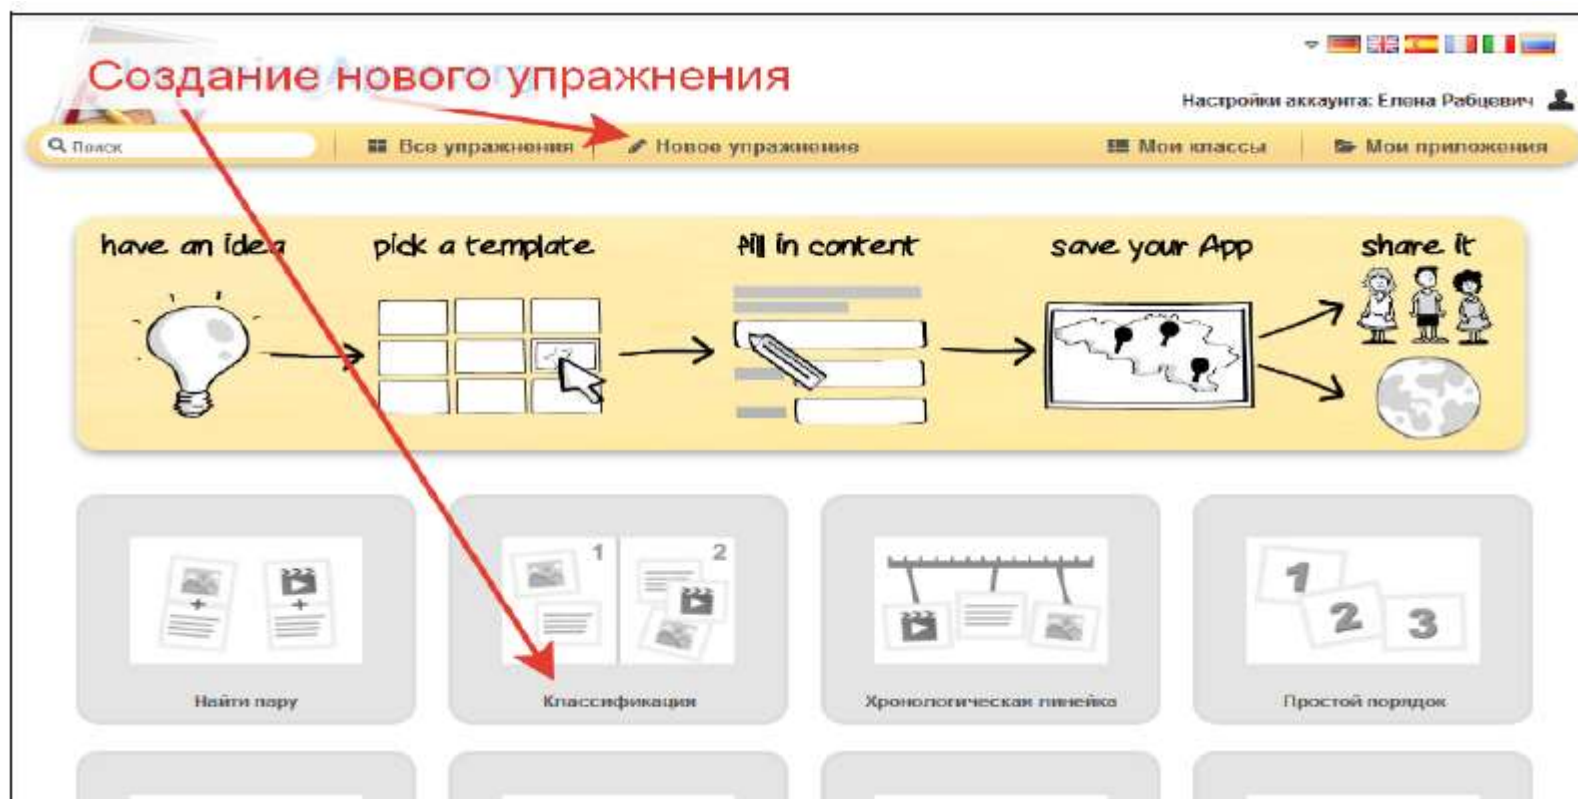 Создание нового упражнения
Настройки аккаунта: Елена Рабцевич
Поиск
Все упражнения
Новое упражнение
Мои классы
Мои приложения
have an idea
pick a template
fill in content
save your App
share it
1
2
1
2
3
Найти пару
Классификация
Хронологическая линейка
Простой порядок